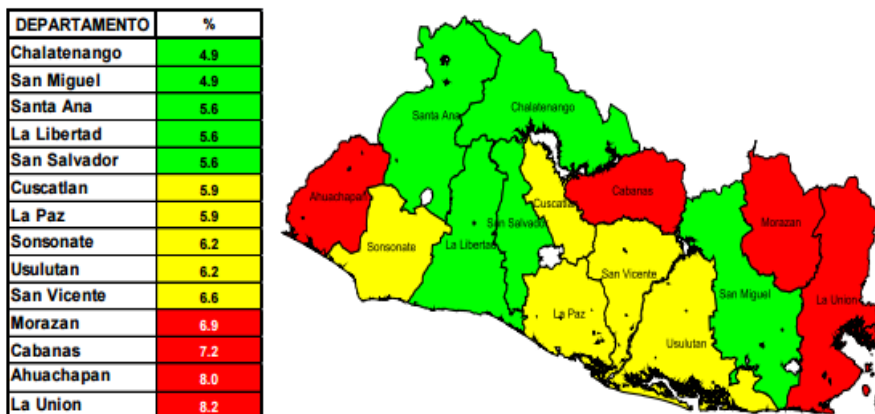 DEPARTAMENTO %
Chalatenango 4.9
San Miguel 4.9
Santa Ana 5.6
La Libertad 5.6
San Salvador 5.6
Cuscatlan 5.9
La Paz 5.9
Sonsonate 6.2
Usulutan 6.2
San Vicente 6.6
Morazan 6.9
Cabanas 7.2
Ahuachapan 8.0
La Union 8.2
Chalatenango
Santa Ana
Cabanas
Ahuachapan
Cuscatlan
Morazan
San Salvador
Sonsonate
La Libertad
San Vicente
San Miguel
La Union
La Paz
Usulutan